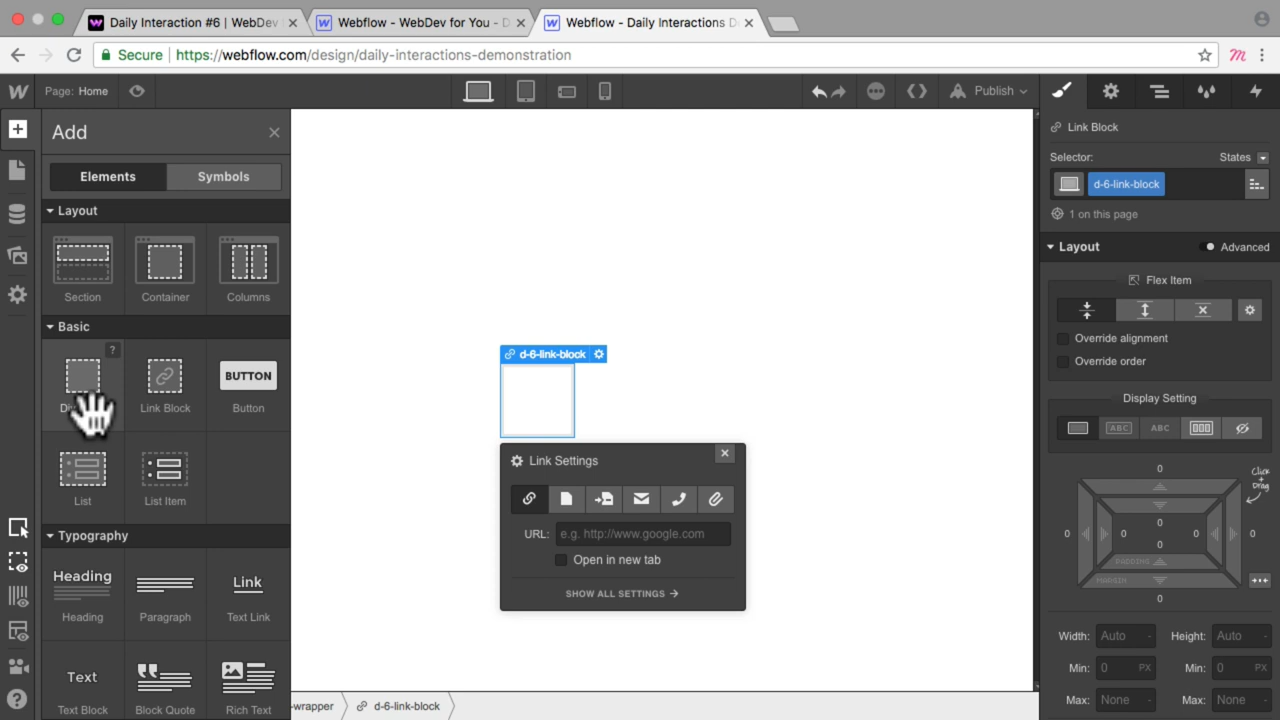 Daily Interaction #6 | WebDev
Webflow - WebDev for You - D
Webflow - Daily Interactions D
Secure
https://webflow.com/design/daily-interactions-demonstration
Page: Home
Publish
Add
Elements
Symbols
Layout
Section
Container
Columns
Basic
?
Link Block
BUTTON
Button
List
List Item
Typography
Heading
Link
Heading
Paragraph
Text Link
Text
Text Block
Block Quote
Rich Text
d-6-link-block
Link Settings
URL:
e.g. http://www.google.com
Open in new tab
SHOW ALL SETTINGS →
-wrapper
d-6-link-block
Link Block
Selector:
States
d-6-link-block
1 on this page
Layout
Advanced
Flex Item
Override alignment
Override order
Display Setting
ABC
ABC
Click
+
Drag
0
0
0
0
0
0
0
PADDING
MARGIN
0
Width:
Auto
-
Height:
Auto
-
Min:
0
PX
Min:
0
PX
Max:
None
-
Max:
None
-